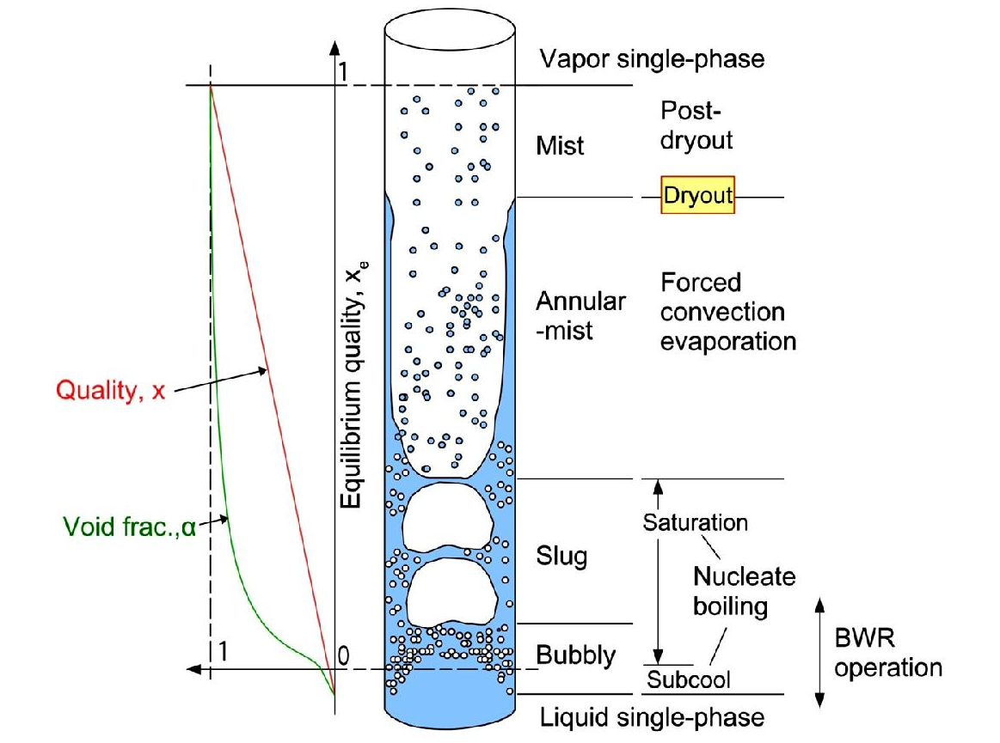 Vapor single-phase
1
Post-
dryout
Mist
Dryout
Equilibrium quality, xe
Forced
convection
evaporation
Annular
-mist
Quality, x
Void frac.,α
Saturation
Slug
Nucleate
boiling
BWR
operation
1
0
Bubbly
Subcool
Liquid single-phase